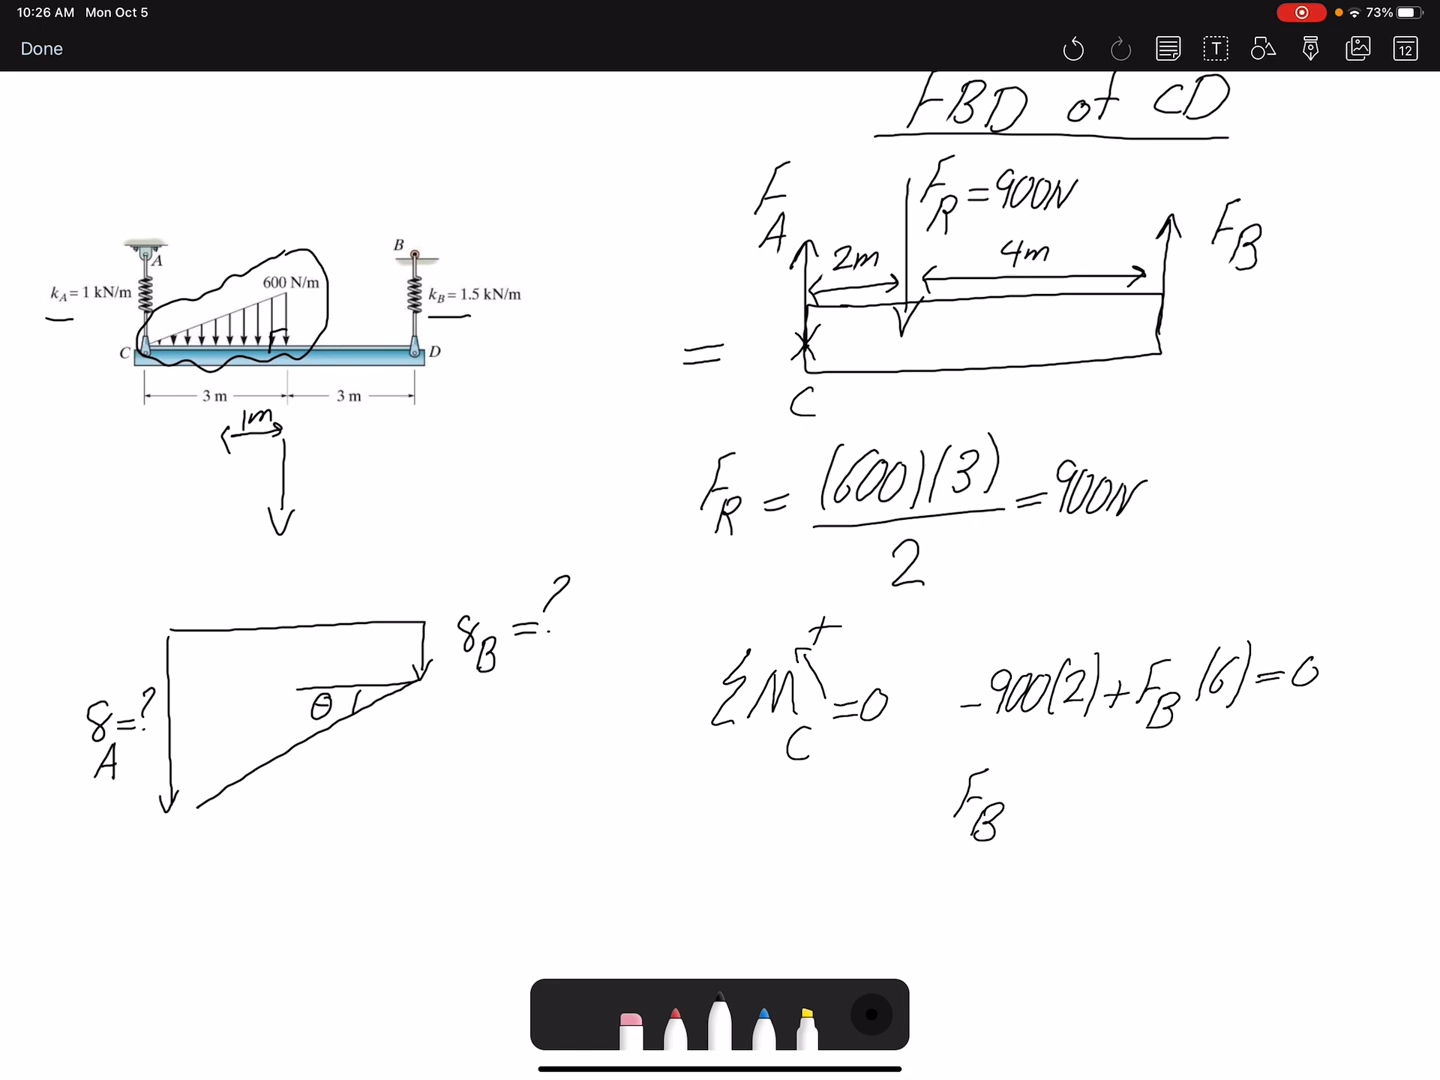 10:26 AM Mon Oct 5
73%
Done
T
12
FBD of CD
F_A
F_R = 900N
F_B
2m
4m
A
B
600 N/m
k_A = 1 kN/m
k_B = 1.5 kN/m
C
D
3 m
3 m
1m
=
C
F_R = (600)(3) / 2 = 900N
δ_B = ?
δ_A = ?
θ
+
ΣM_C = 0 -900(2) + F_B (6) = 0
F_B